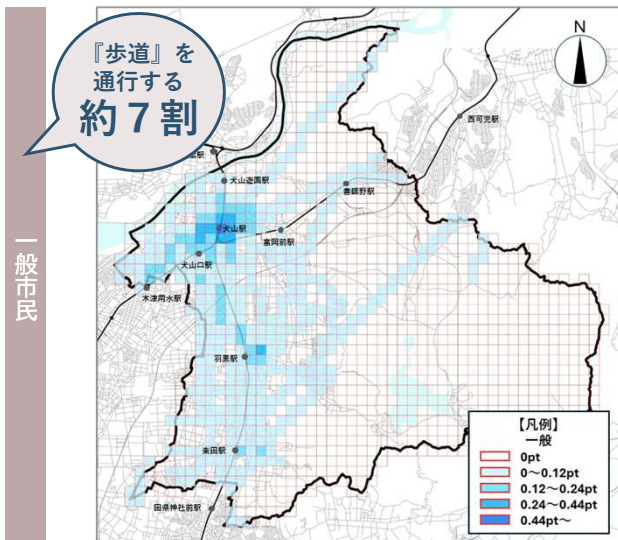 『歩道』を
通行する
約７割
一般市民
N
西可児駅
犬山遊園駅
善師野駅
犬山駅
富岡前駅
犬山口駅
木津用水駅
羽黒駅
楽田駅
田県神社前駅
【凡例】
一般
0pt
0～0.12pt
0.12～0.24pt
0.24～0.44pt
0.44pt～